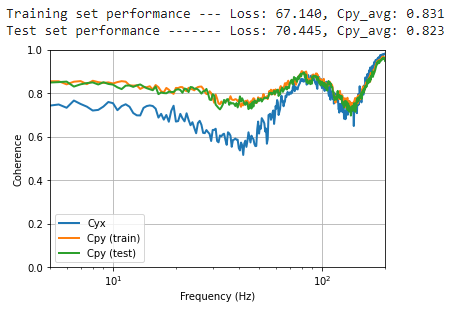 Training set performance --- Loss: 67.140, Cpy_avg: 0.831
Test set performance ------- Loss: 70.445, Cpy_avg: 0.823
1.0
0.8
0.6
0.4
0.2
0.0
Coherence
Cyx
Cpy (train)
Cpy (test)
10¹
10²
Frequency (Hz)